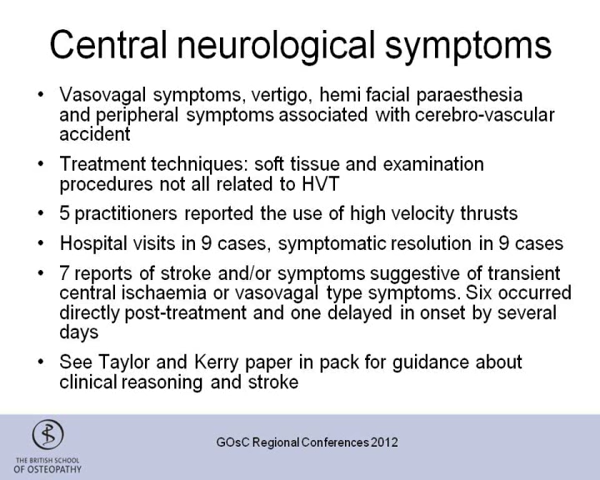 Central neurological symptoms
• Vasovagal symptoms, vertigo, hemi facial paraesthesia
and peripheral symptoms associated with cerebro-vascular
accident
• Treatment techniques: soft tissue and examination
procedures not all related to HVT
• 5 practitioners reported the use of high velocity thrusts
• Hospital visits in 9 cases, symptomatic resolution in 9 cases
• 7 reports of stroke and/or symptoms suggestive of transient
central ischaemia or vasovagal type symptoms. Six occurred
directly post-treatment and one delayed in onset by several
days
• See Taylor and Kerry paper in pack for guidance about
clinical reasoning and stroke
GOsC Regional Conferences 2012
THE BRITISH SCHOOL
OF OSTEOPATHY